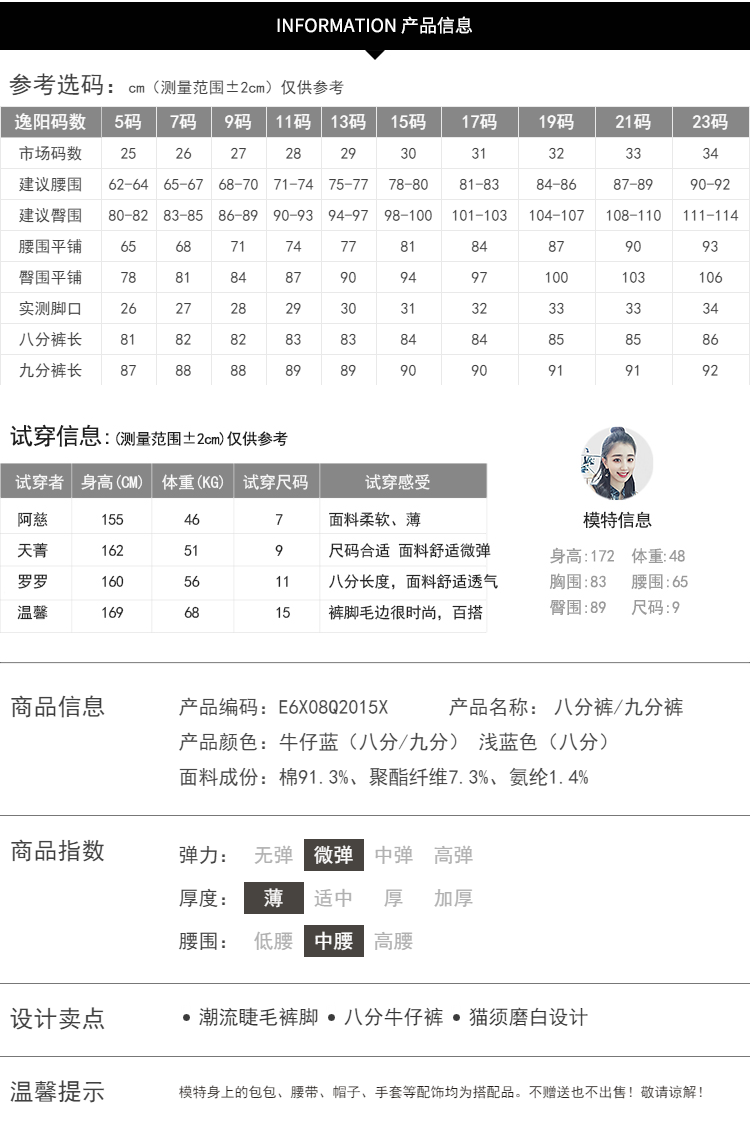 INFORMATION 产品信息
参考选码：cm（测量范围±2cm）仅供参考
逸阳码数 5码 7码 9码 11码 13码 15码 17码 19码 21码 23码
市场码数 25 26 27 28 29 30 31 32 33 34
建议腰围 62-64 65-67 68-70 71-74 75-77 78-80 81-83 84-86 87-89 90-92
建议臀围 80-82 83-85 86-89 90-93 94-97 98-100 101-103 104-107 108-110 111-114
腰围平铺 65 68 71 74 77 81 84 87 90 93
臀围平铺 78 81 84 87 90 94 97 100 103 106
实测脚口 26 27 28 29 30 31 32 33 33 34
八分裤长 81 82 82 83 83 84 84 85 85 86
九分裤长 87 88 88 89 89 90 90 91 91 92
试穿信息:(测量范围±2cm)仅供参考
试穿者 身高(CM) 体重(KG) 试穿尺码 试穿感受
阿慈 155 46 7 面料柔软、薄
天菁 162 51 9 尺码合适 面料舒适微弹
罗罗 160 56 11 八分长度，面料舒适透气
温馨 169 68 15 裤脚毛边很时尚，百搭
模特信息
身高:172 体重:48
胸围:83 腰围:65
臀围:89 尺码:9
商品信息
产品编码：E6X08Q2015X 产品名称： 八分裤/九分裤
产品颜色：牛仔蓝（八分/九分） 浅蓝色（八分）
面料成份：棉91.3%、聚酯纤维7.3%、氨纶1.4%
商品指数
弹力： 无弹 微弹 中弹 高弹
厚度： 薄 适中 厚 加厚
腰围： 低腰 中腰 高腰
设计卖点
• 潮流睫毛裤脚 • 八分牛仔裤 • 猫须磨白设计
温馨提示
模特身上的包包、腰带、帽子、手套等配饰均为搭配品。不赠送也不出售！敬请谅解！